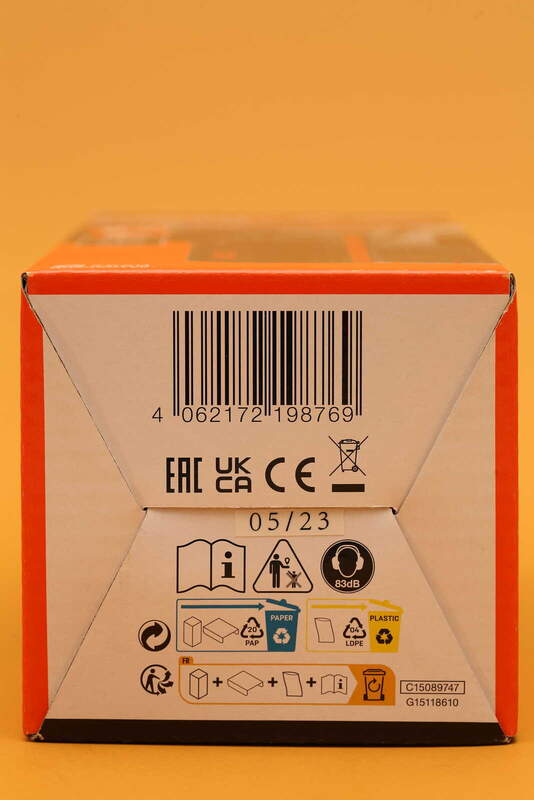 4 062172 198769
EAC UK CA CE
05/23
i 83dB
PAPER PLASTIC
20 04
PAP LDPE
FR
i
C15089747
G15118610